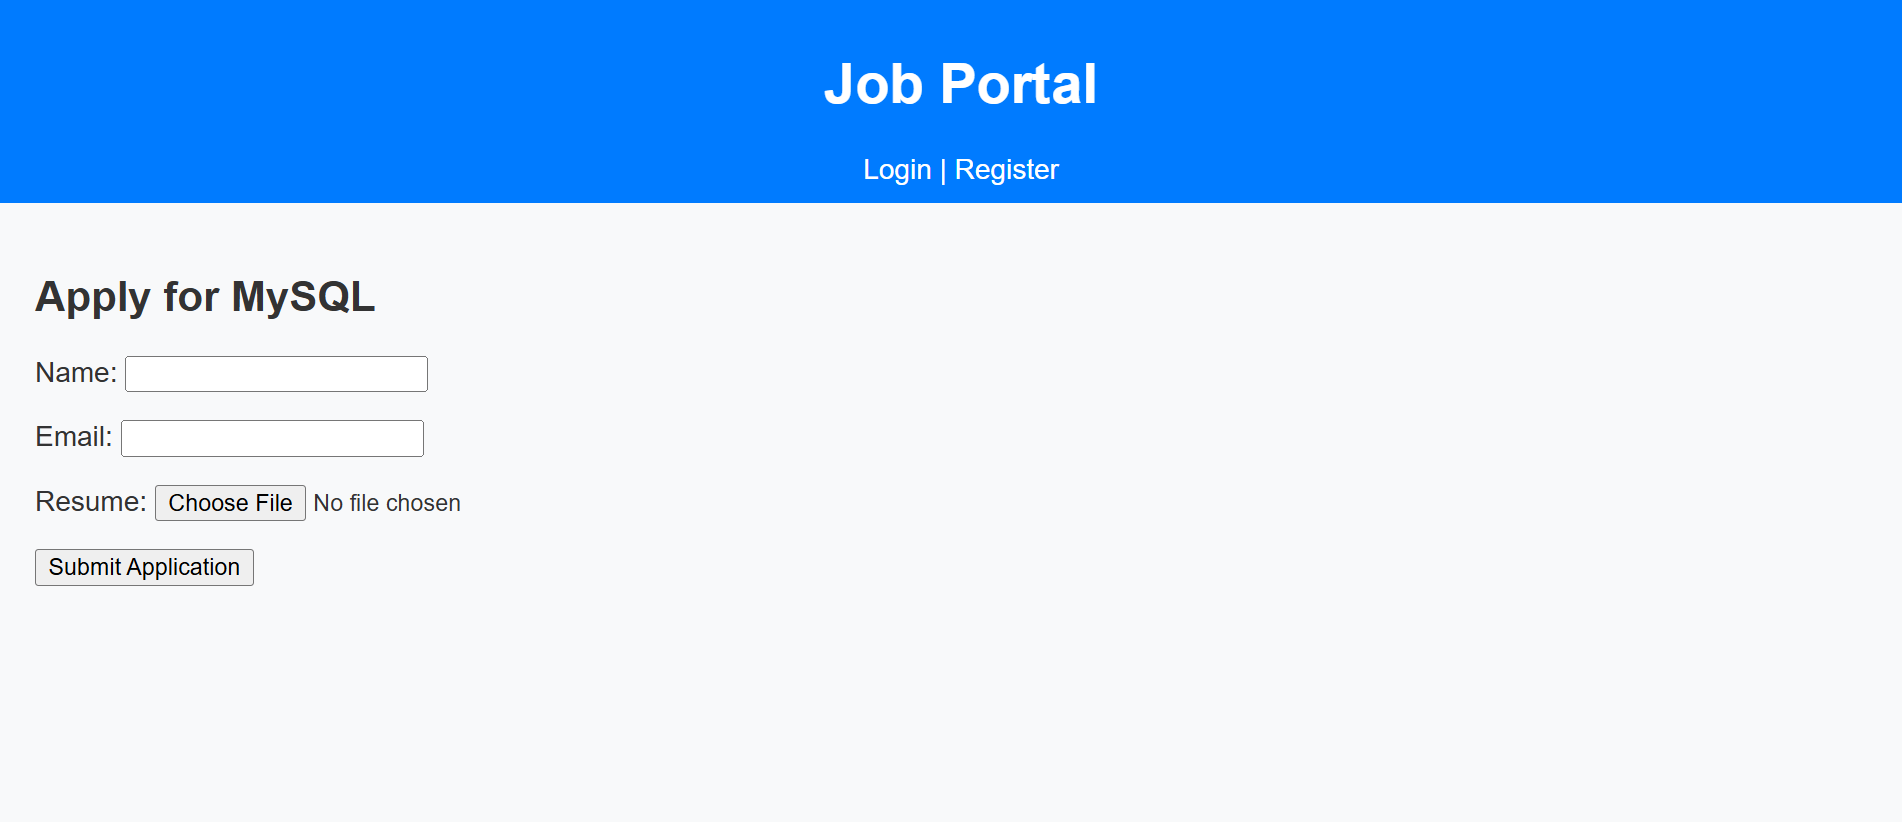 Job Portal
Login | Register
Apply for MySQL
Name:
Email:
Resume: Choose File No file chosen
Submit Application